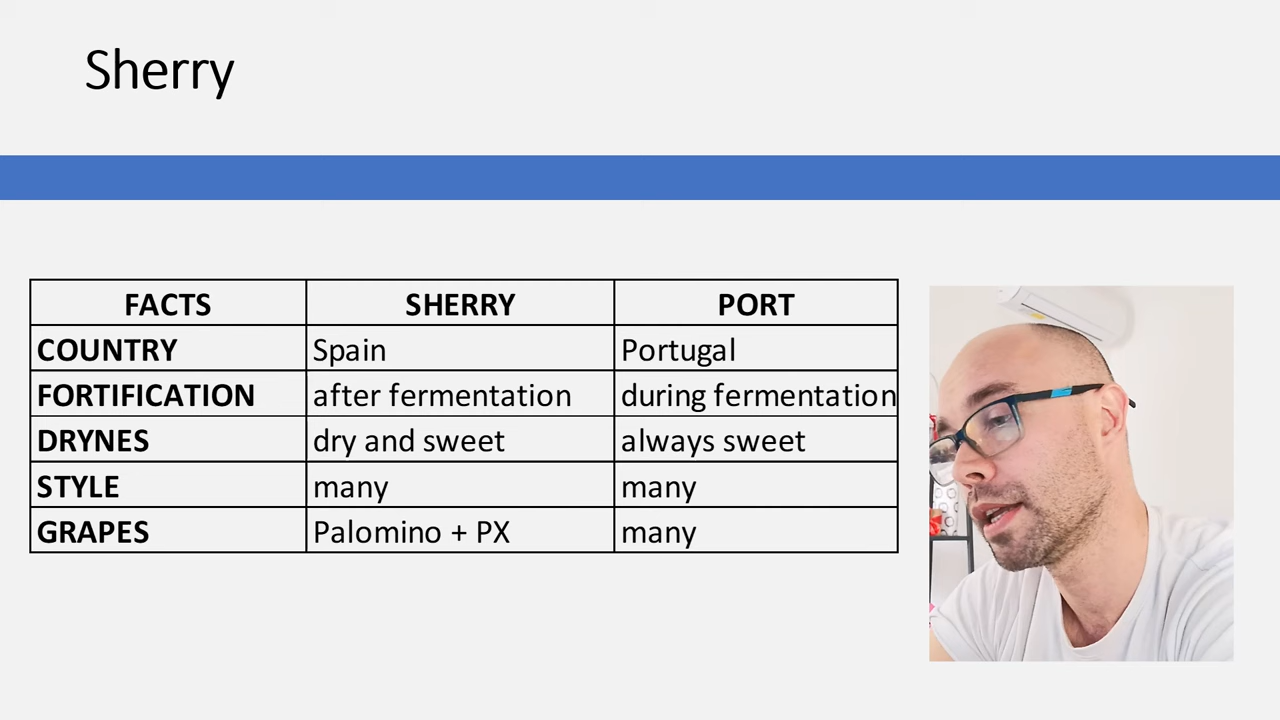 Sherry
FACTS SHERRY PORT
COUNTRY Spain Portugal
FORTIFICATION after fermentation during fermentation
DRYNES dry and sweet always sweet
STYLE many many
GRAPES Palomino + PX many